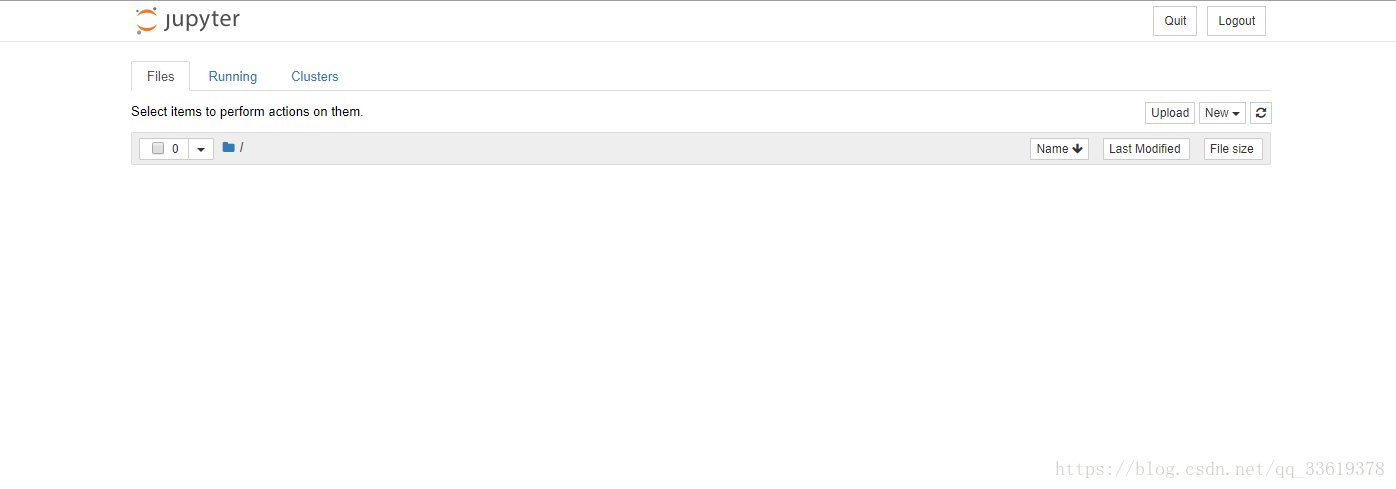 jupyter Quit Logout
Files Running Clusters
Select items to perform actions on them. Upload New
0 / Name Last Modified File size
https://blog.csdn.net/qq_33619378